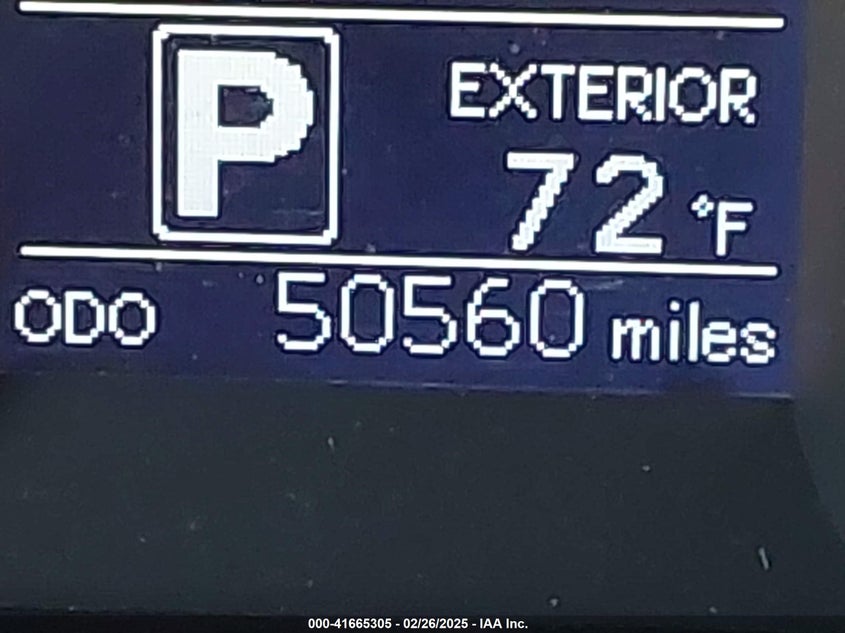 P
EXTERIOR
72 °F
ODO 50560 miles
000-41665305 - 02/26/2025 - IAA Inc.